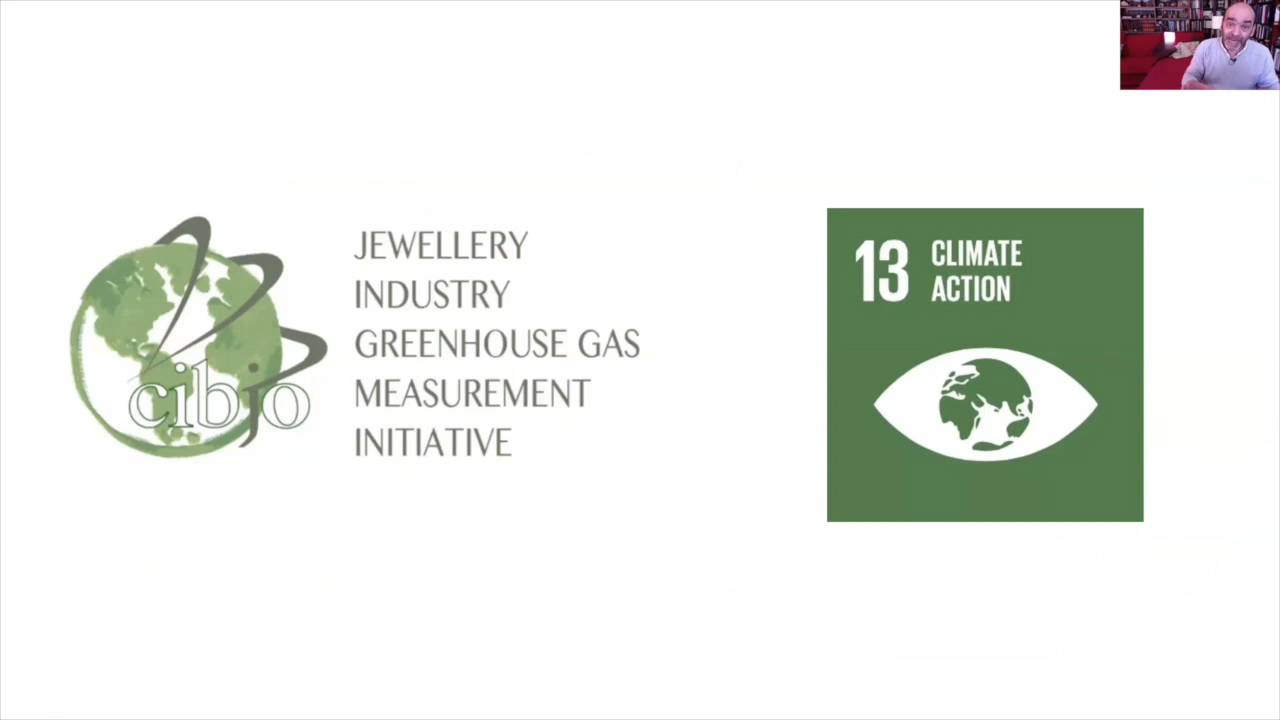 cibjo
JEWELLERY
INDUSTRY
GREENHOUSE GAS
MEASUREMENT
INITIATIVE
13 CLIMATE
ACTION